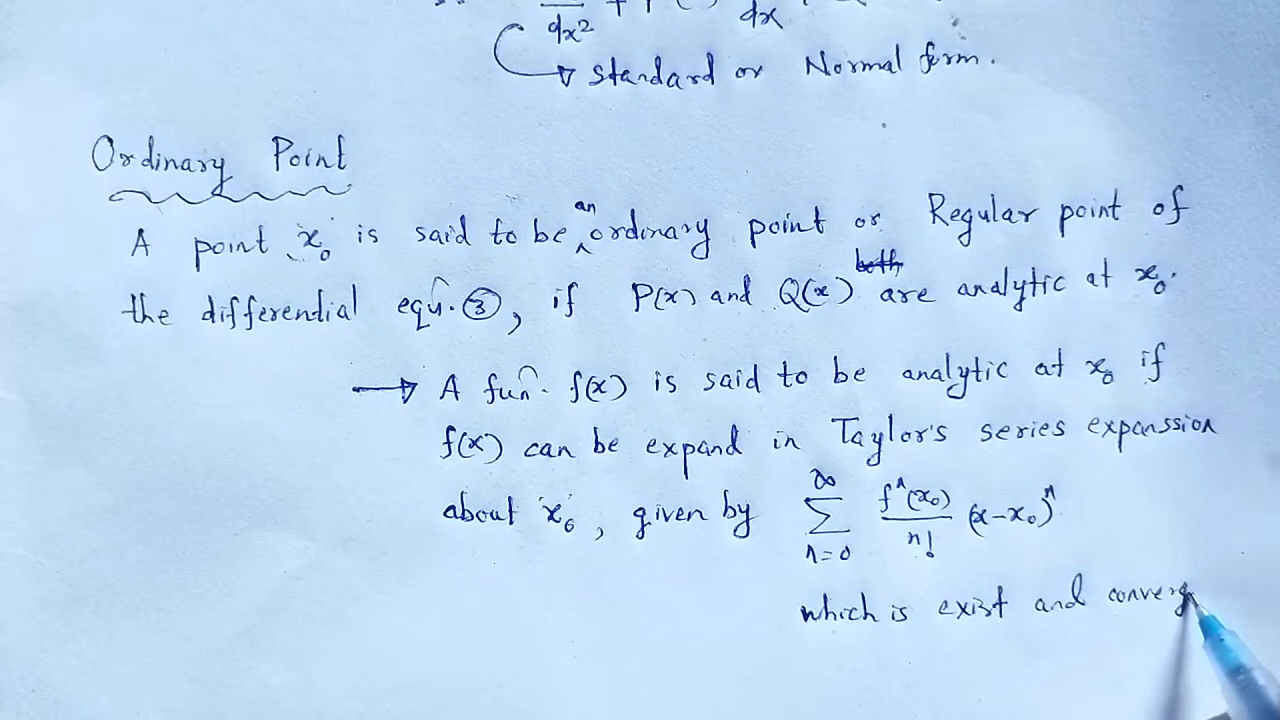 dx²  dx
Standard or Normal form.
Ordinary Point
A point x₀ is said to be an ordinary point or Regular point of
the differential equn. ③, if P(x) and Q(x) are analytic at x₀.
→ A fun. f(x) is said to be analytic at x₀ if
f(x) can be expand in Taylor's series expanssion
about 'x₀', given by ∑_{n=0}^{∞} fⁿ(x₀)/n! (x-x₀)ⁿ
which is exist and converg